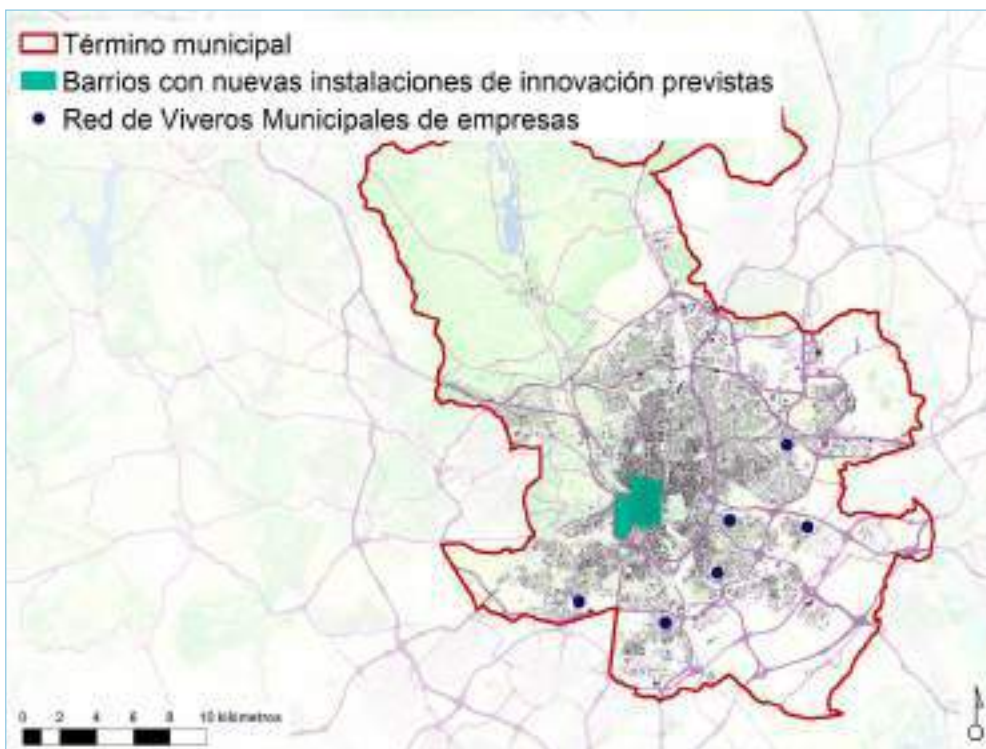 Término municipal
Barrios con nuevas instalaciones de innovación previstas
Red de Viveros Municipales de empresas
0 2 4 6 8 10 kilómetros